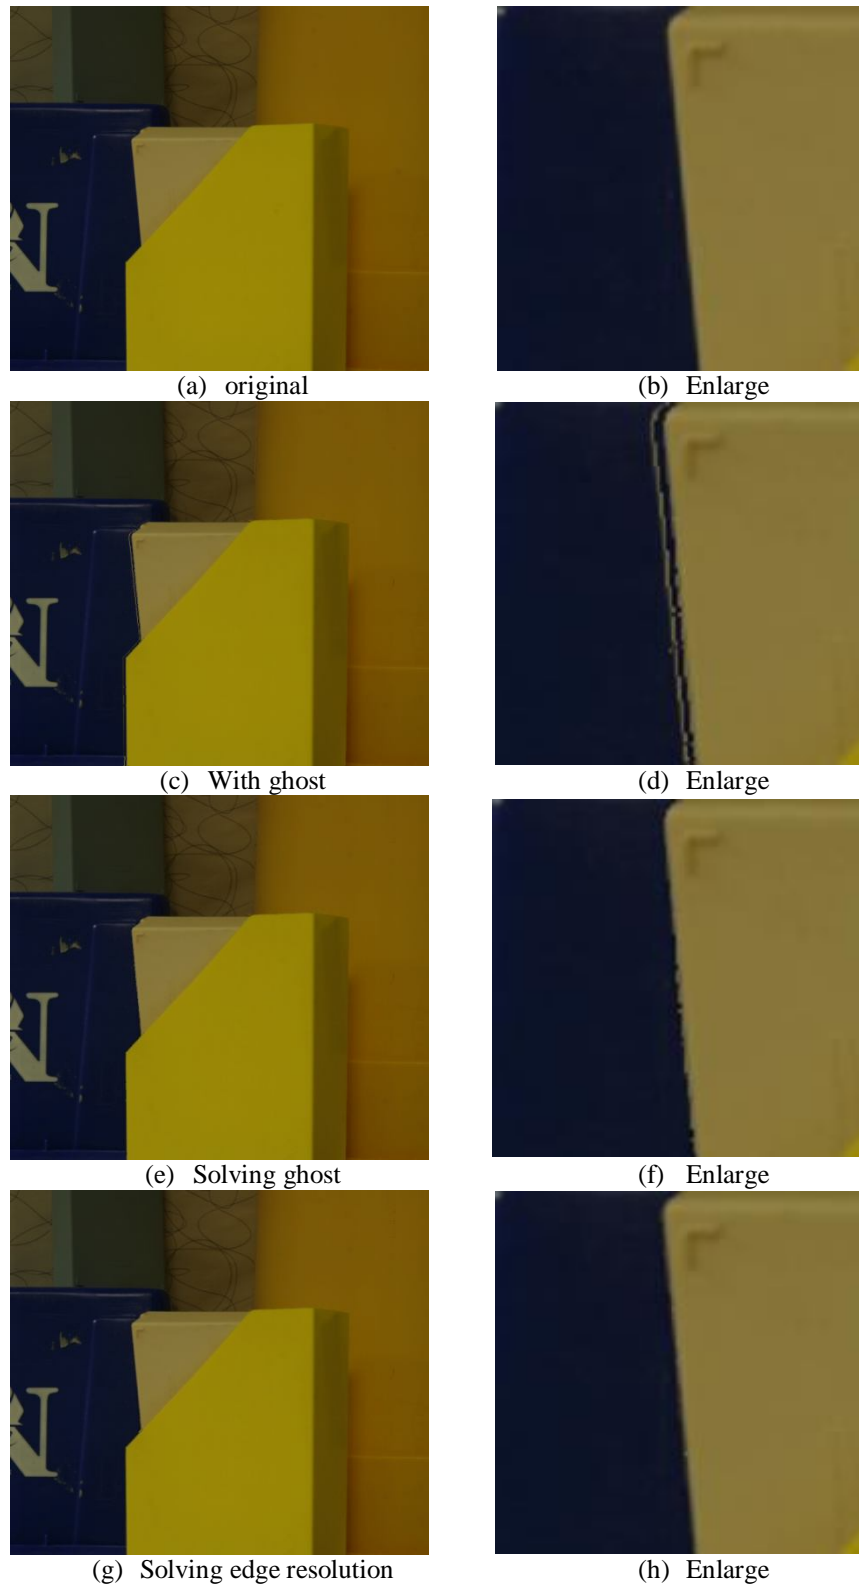 (a) original
(b) Enlarge
(c) With ghost
(d) Enlarge
(e) Solving ghost
(f) Enlarge
(g) Solving edge resolution
(h) Enlarge